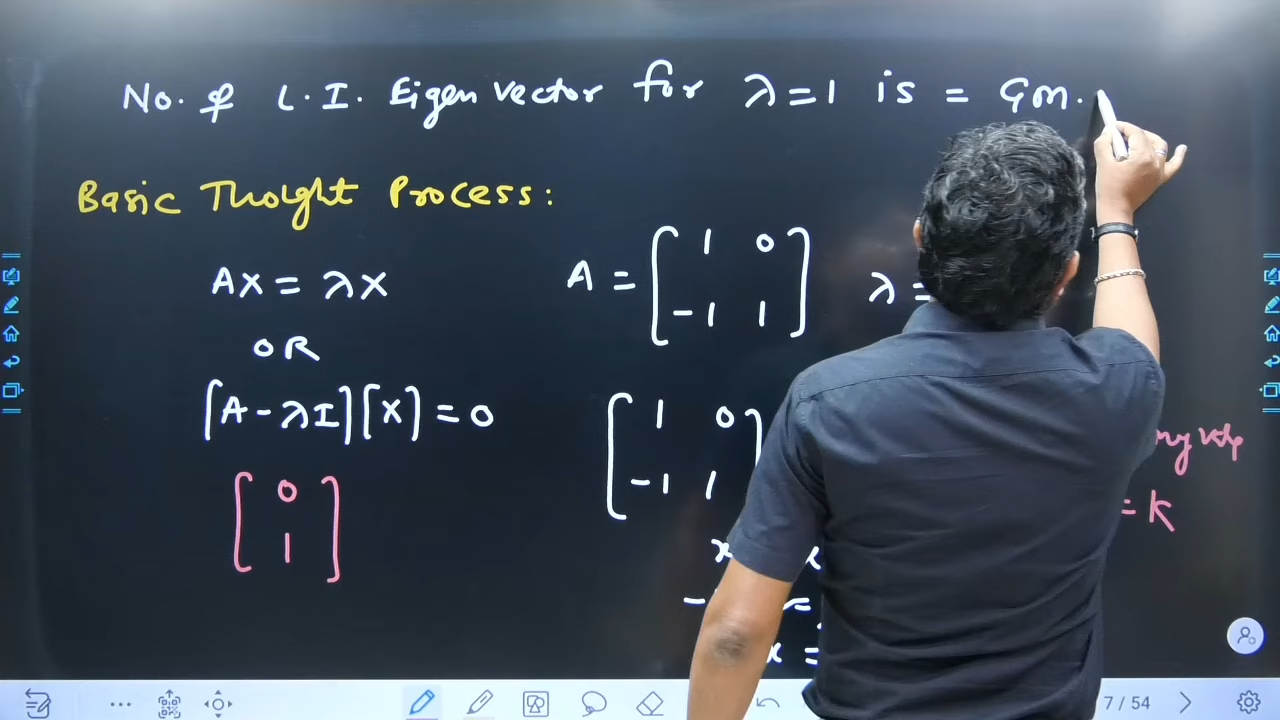 No. of L.I. Eigen vector for λ=1 is = Gm.
Basic Thoght Process:
AX = λX
OR
[A-λI][X] = 0
[ 0
1 ]
A = [ 1 0
-1 1 ]
λ =
[ 1 0
-1 1
= K
x =
7 / 54